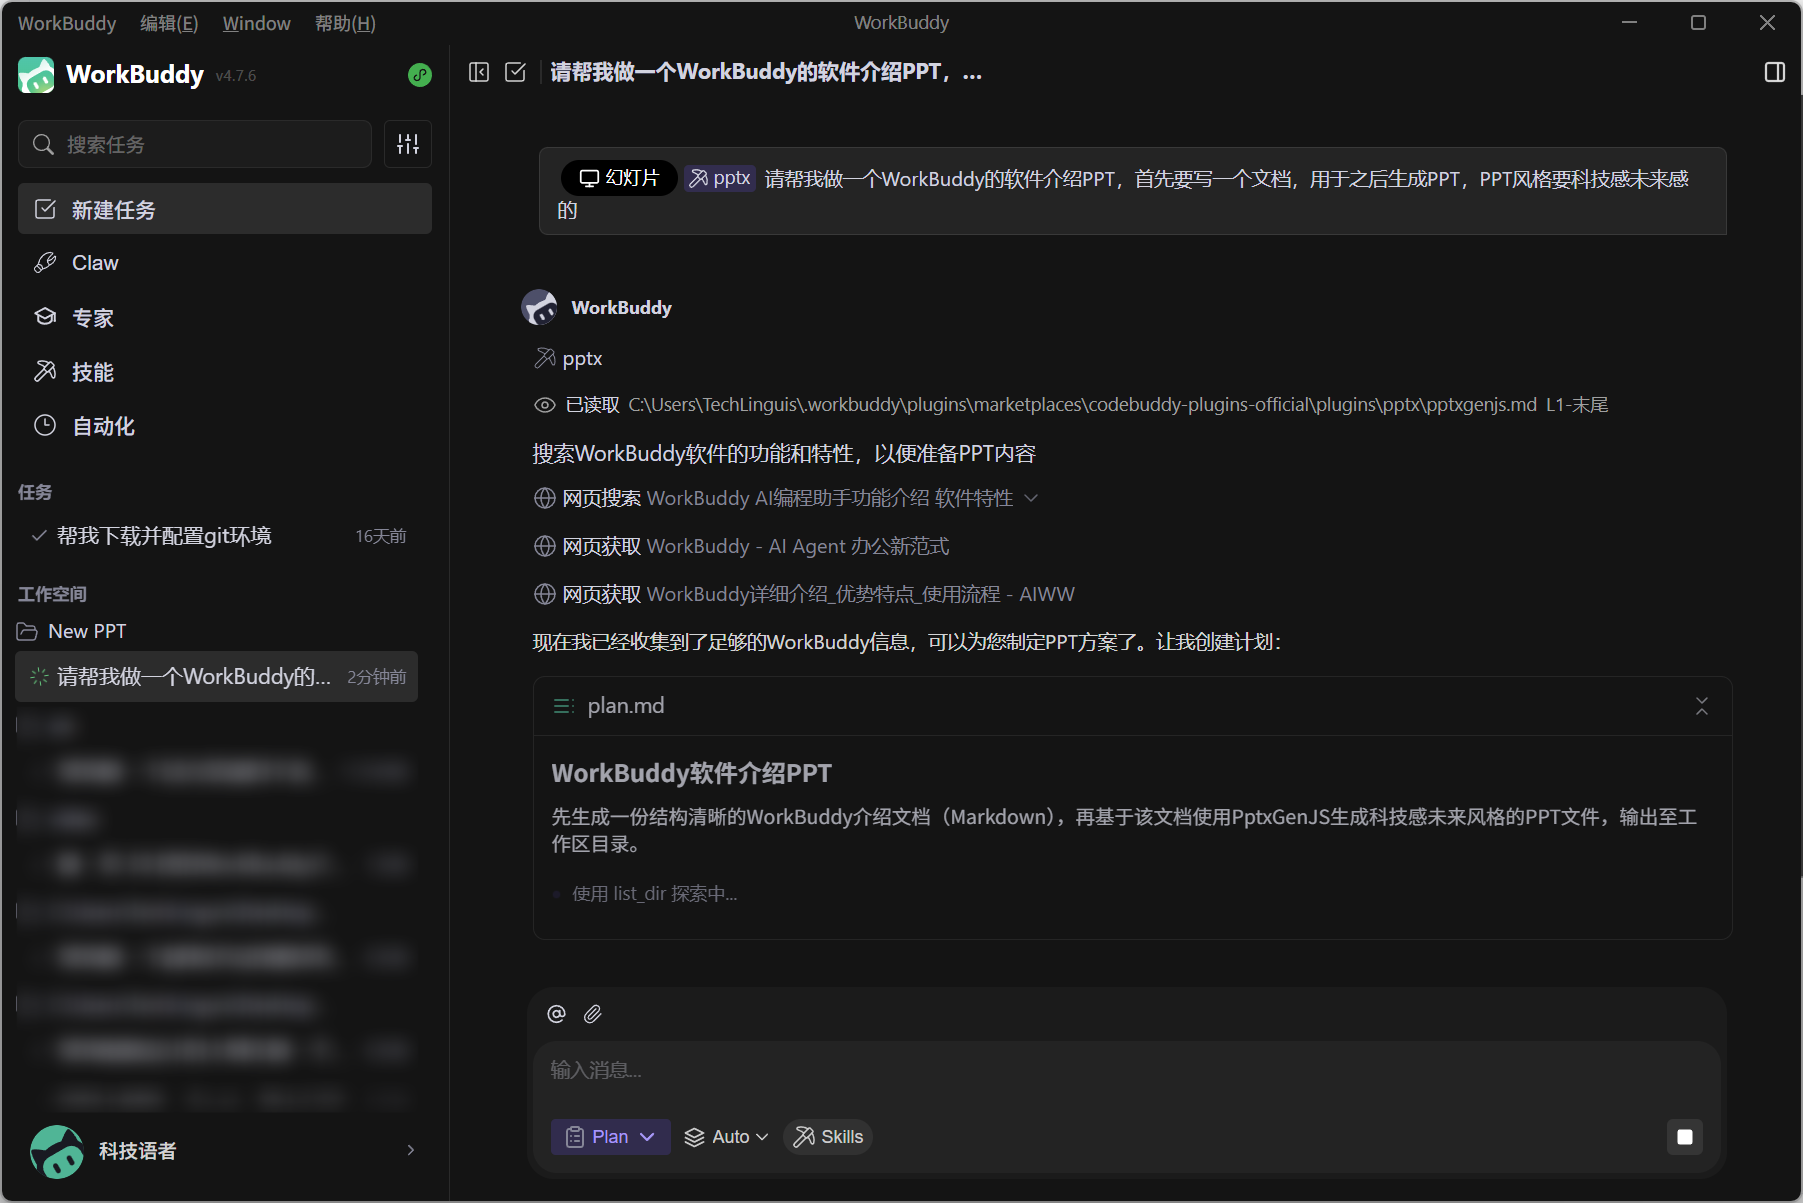 WorkBuddy 编辑(E) Window 帮助(H)
WorkBuddy
WorkBuddy v4.7.6
搜索任务
新建任务
Claw
专家
技能
自动化
任务
帮我下载并配置git环境 16天前
工作空间
New PPT
请帮我做一个WorkBuddy的... 2分钟前
科技语者
请帮我做一个WorkBuddy的软件介绍PPT，...
幻灯片 pptx 请帮我做一个WorkBuddy的软件介绍PPT，首先要写一个文档，用于之后生成PPT，PPT风格要科技感未来感
的
WorkBuddy
pptx
已读取 C:\Users\TechLinguis\.workbuddy\plugins\marketplaces\codebuddy-plugins-official\plugins\pptx\pptxgenjs.md L1-末尾
搜索WorkBuddy软件的功能和特性，以便准备PPT内容
网页搜索 WorkBuddy AI编程助手功能介绍 软件特性
网页获取 WorkBuddy - AI Agent 办公新范式
网页获取 WorkBuddy详细介绍_优势特点_使用流程 - AIWW
现在我已经收集到了足够的WorkBuddy信息，可以为您制定PPT方案了。让我创建计划：
plan.md
WorkBuddy软件介绍PPT
先生成一份结构清晰的WorkBuddy介绍文档（Markdown），再基于该文档使用PptxGenJS生成科技感未来风格的PPT文件，输出至工
作区目录。
使用 list_dir 探索中...
输入消息...
Plan Auto Skills